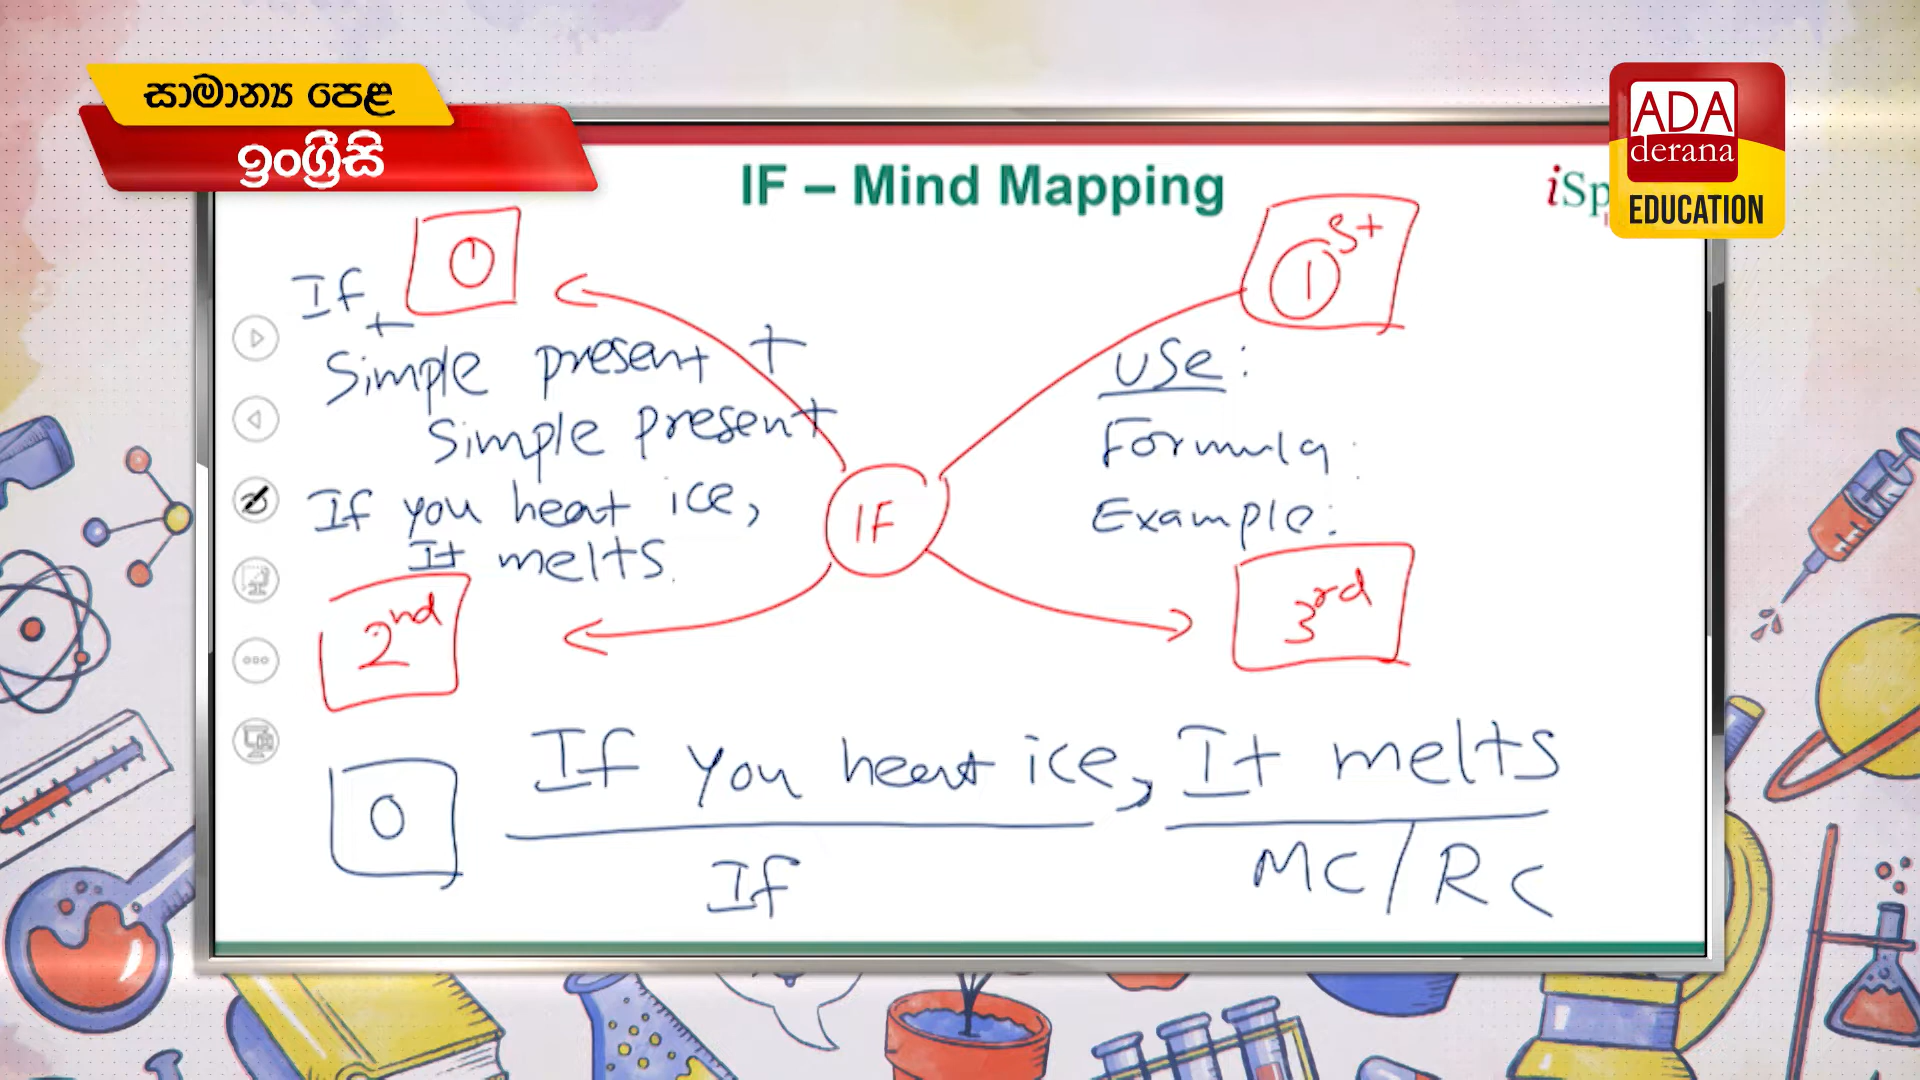 සාමාන්‍ය පෙළ
ඉංග්‍රීසි
ADA
derana
EDUCATION
IF – Mind Mapping
iSp
0
1st
If +
Simple present +
Simple present
If you heat ice,
It melts.
USe:
Formula:
Example:
IF
2nd
3rd
0
If you heat ice, It melts
If
MC / RC